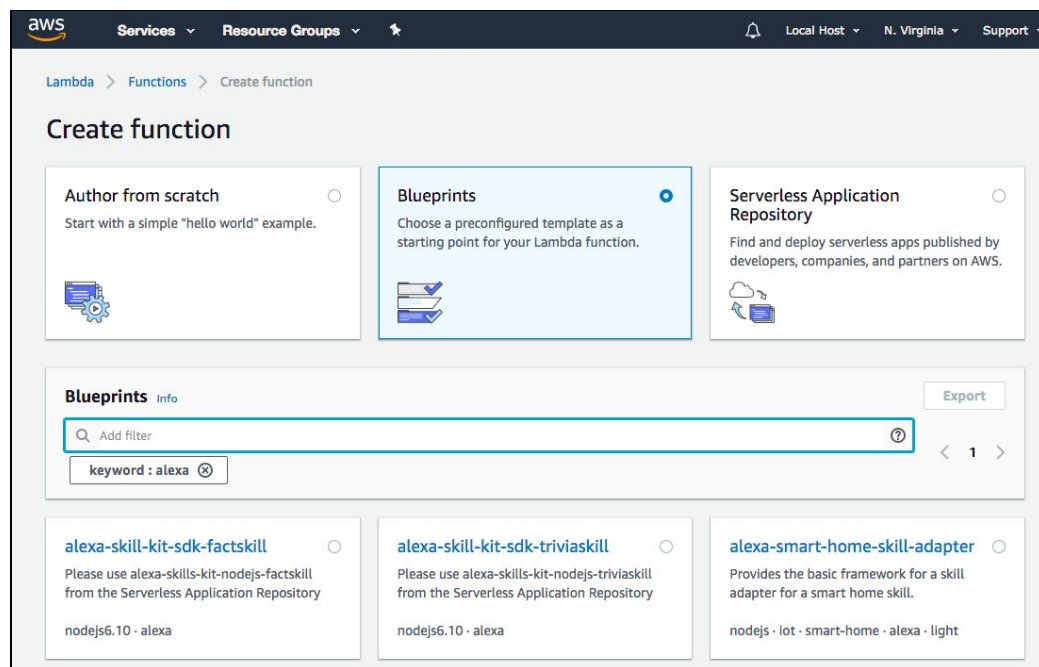 aws
Services
Resource Groups
Local Host
N. Virginia
Support
Lambda > Functions > Create function
Create function
Author from scratch
Start with a simple "hello world" example.
Blueprints
Choose a preconfigured template as a
starting point for your Lambda function.
Serverless Application
Repository
Find and deploy serverless apps published by
developers, companies, and partners on AWS.
Blueprints Info
Export
Add filter
< 1 >
keyword : alexa
alexa-skill-kit-sdk-factskill
Please use alexa-skills-kit-nodejs-factskill
from the Serverless Application Repository
nodejs6.10 · alexa
alexa-skill-kit-sdk-triviaskill
Please use alexa-skills-kit-nodejs-triviaskill
from the Serverless Application Repository
nodejs6.10 · alexa
alexa-smart-home-skill-adapter
Provides the basic framework for a skill
adapter for a smart home skill.
nodejs · iot · smart-home · alexa · light